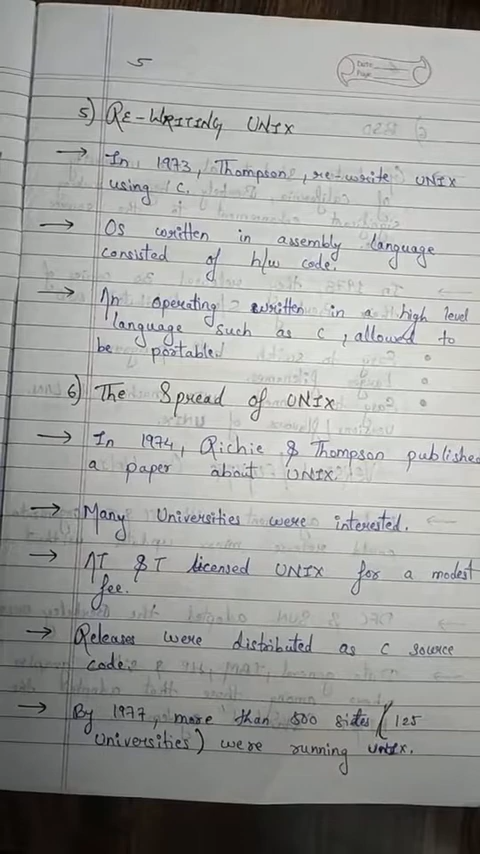 5
Date
Page
5) RE-WRITING UNIX
→ In 1973, Thompson, re-write UNIX
using C.
→ OS written in assembly language
consisted of h/w code.
→ An operating written in a high level
language such as C, allowed to
be portable.
6) The Spread of UNIX
→ In 1974, Richie & Thompson publishe
a paper about UNIX.
→ Many Universities were interested.
→ AT &T licensed UNIX for a modest
fee.
→ Releases were distributed as C source
code.
→ By 1977, more than 500 sites (125
Universities) were running UNIX.